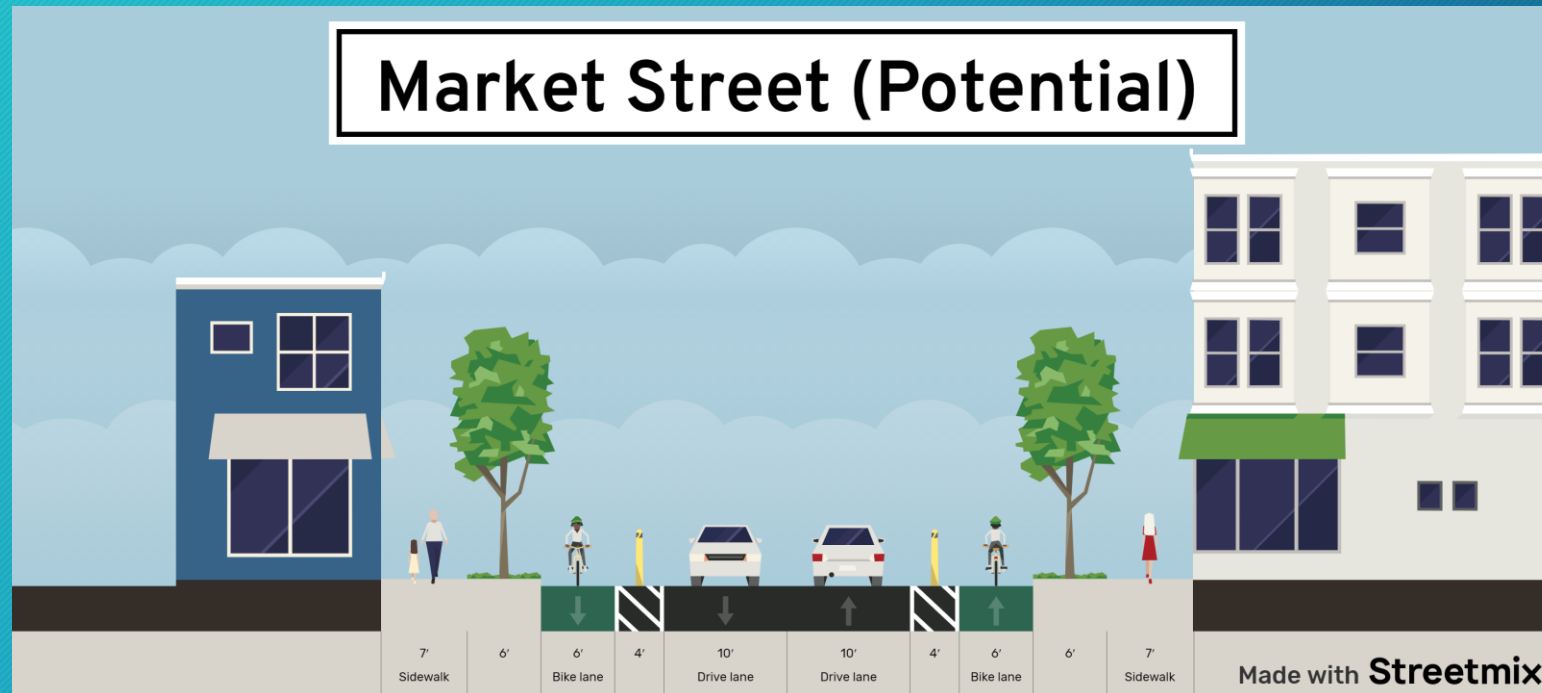 Market Street (Potential)
7' 6' 6' 4' 10' 10' 4' 6' 6' 7'
Sidewalk Bike lane Drive lane Drive lane Bike lane Sidewalk
Made with Streetmix